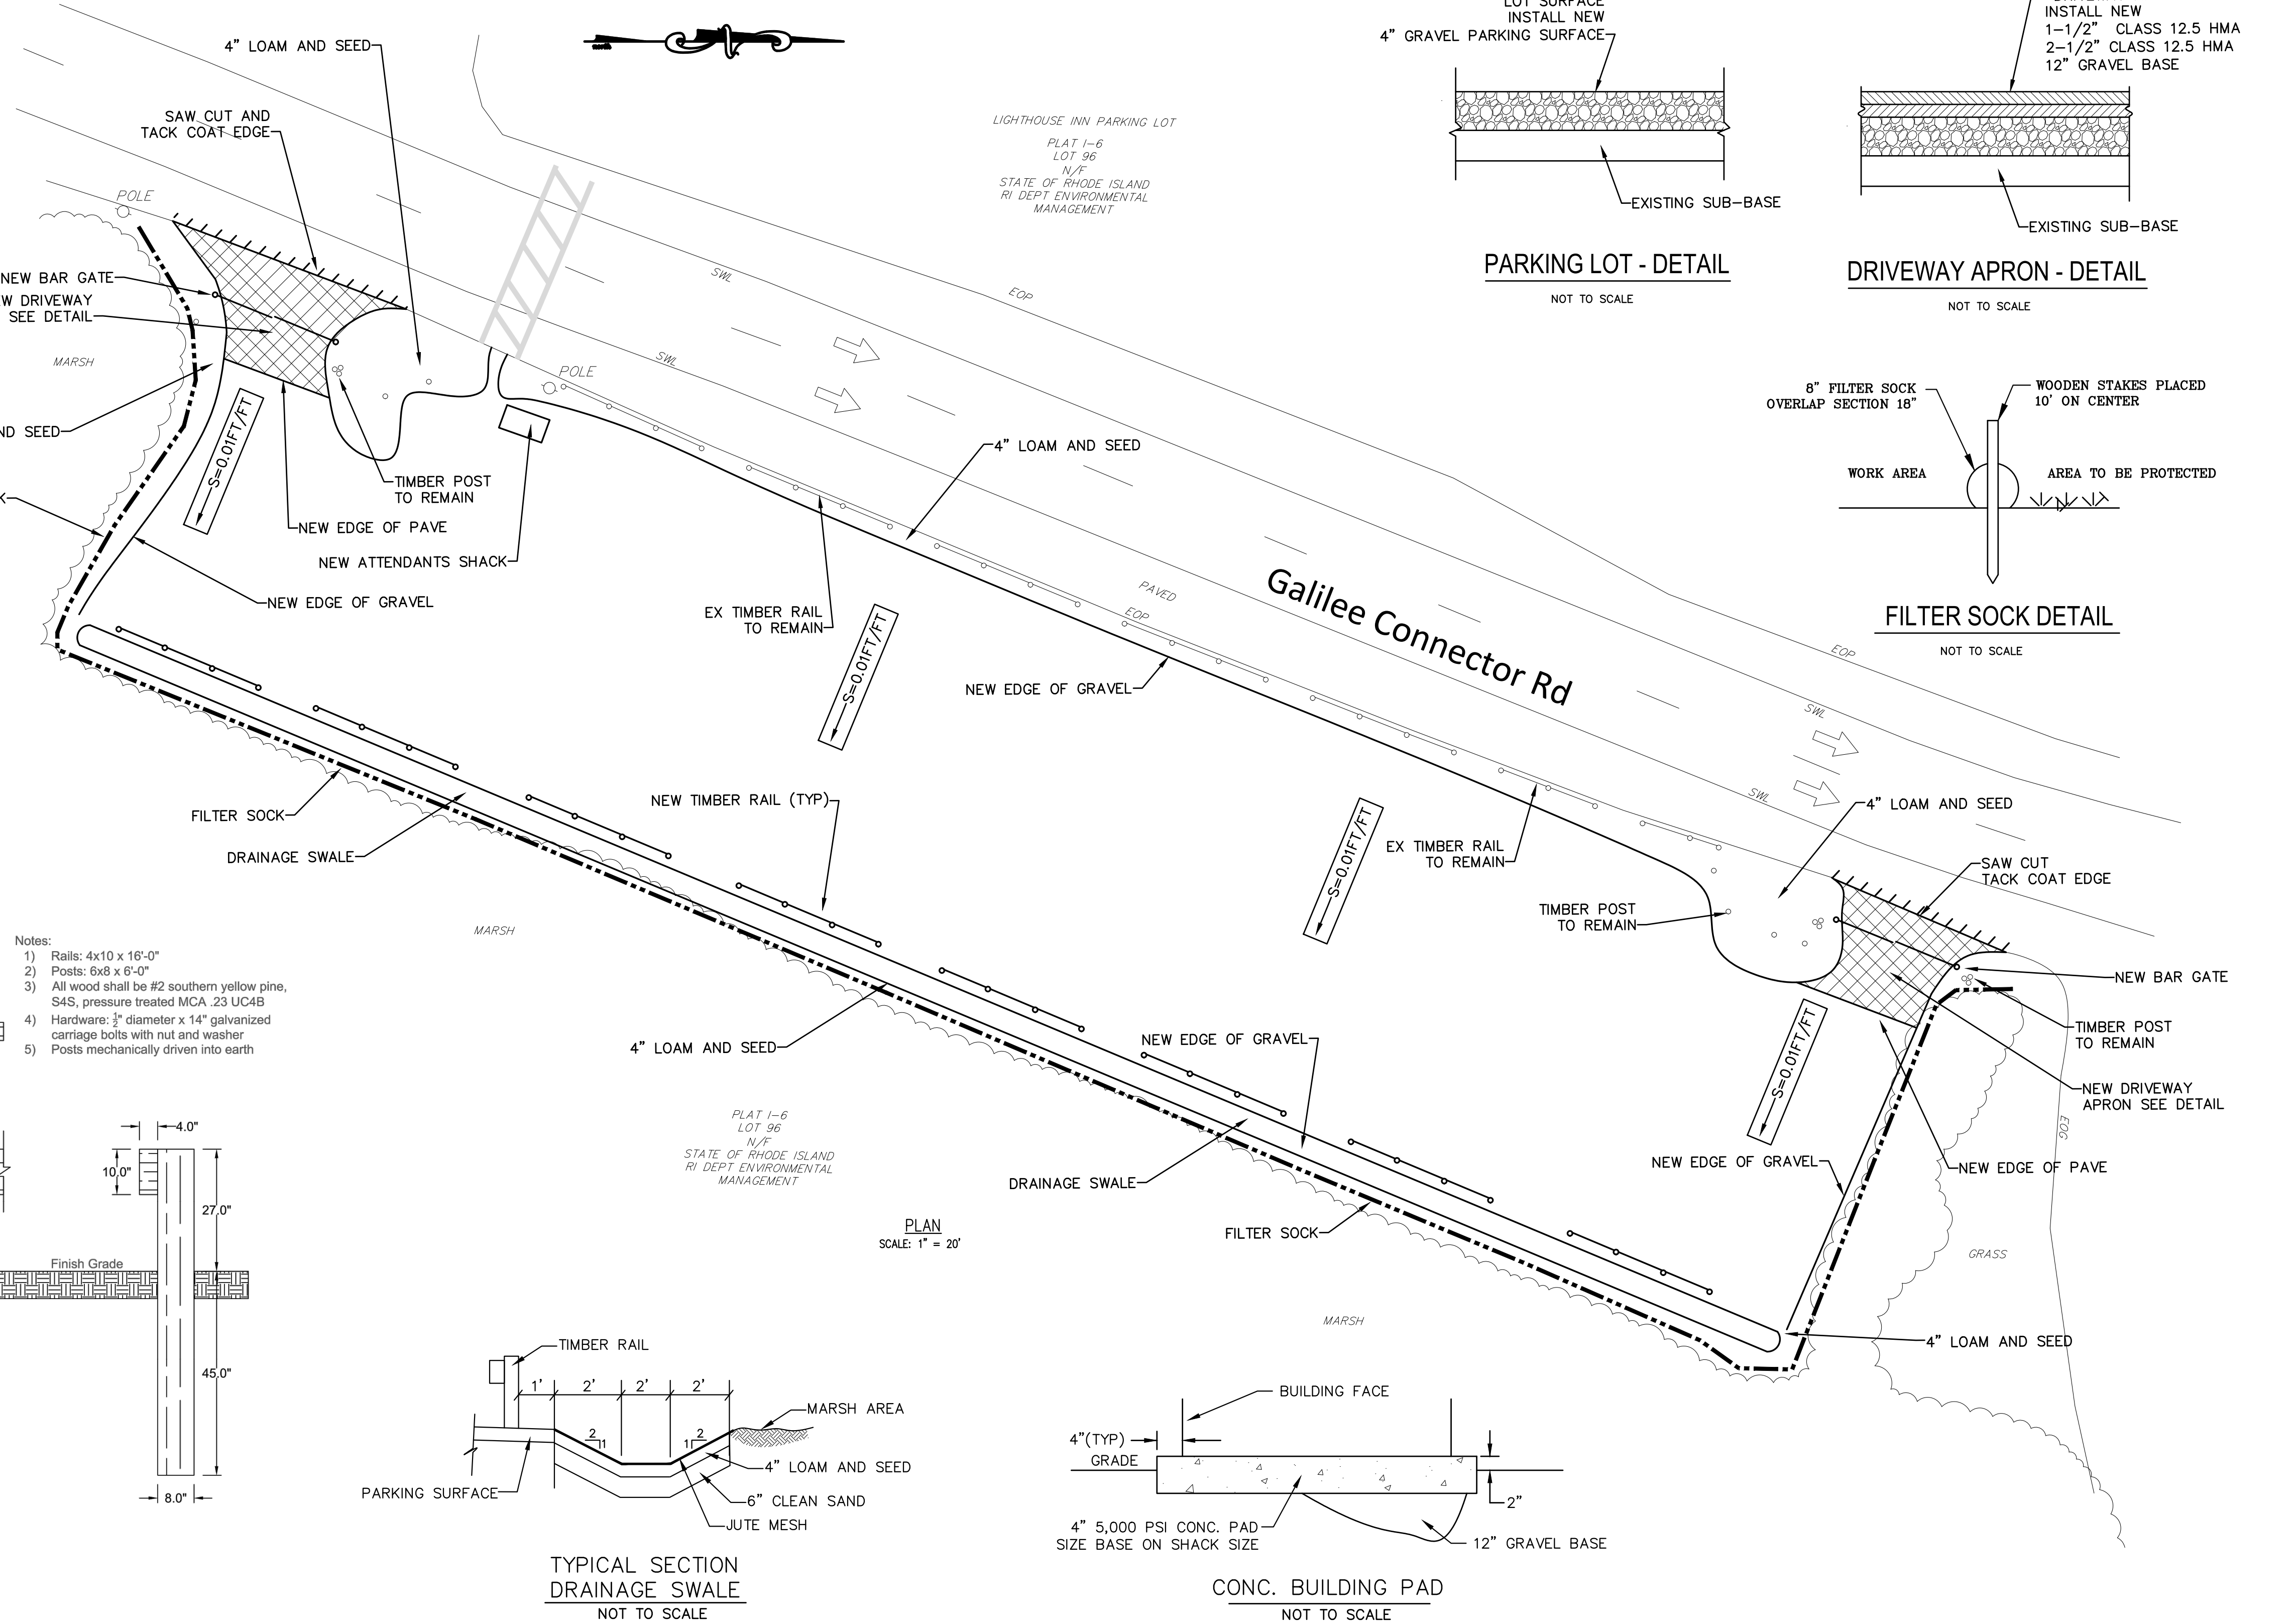 LOT SURFACE
INSTALL NEW
4" GRAVEL PARKING SURFACE
EXISTING SUB-BASE
PARKING LOT - DETAIL
NOT TO SCALE
INSTALL NEW
1-1/2" CLASS 12.5 HMA
2-1/2" CLASS 12.5 HMA
12" GRAVEL BASE
EXISTING SUB-BASE
DRIVEWAY APRON - DETAIL
NOT TO SCALE
8" FILTER SOCK
OVERLAP SECTION 18"
WOODEN STAKES PLACED
10' ON CENTER
WORK AREA
AREA TO BE PROTECTED
FILTER SOCK DETAIL
NOT TO SCALE
north
4" LOAM AND SEED
SAW CUT AND
TACK COAT EDGE
POLE
LIGHTHOUSE INN PARKING LOT
PLAT I-6
LOT 96
N/F
STATE OF RHODE ISLAND
RI DEPT ENVIRONMENTAL
MANAGEMENT
NEW BAR GATE
W DRIVEWAY
SEE DETAIL
MARSH
ND SEED
K
S=0.01FT/FT
TIMBER POST
TO REMAIN
NEW EDGE OF PAVE
NEW ATTENDANTS SHACK
NEW EDGE OF GRAVEL
POLE
SWL
SWL
EOP
4" LOAM AND SEED
EX TIMBER RAIL
TO REMAIN
S=0.01FT/FT
PAVED
EOP
Galilee Connector Rd
NEW EDGE OF GRAVEL
EOP
SWL
SWL
FILTER SOCK
DRAINAGE SWALE
NEW TIMBER RAIL (TYP)
MARSH
S=0.01FT/FT
EX TIMBER RAIL
TO REMAIN
TIMBER POST
TO REMAIN
4" LOAM AND SEED
SAW CUT
TACK COAT EDGE
NEW BAR GATE
TIMBER POST
TO REMAIN
NEW DRIVEWAY
APRON SEE DETAIL
EOG
S=0.01FT/FT
NEW EDGE OF PAVE
NEW EDGE OF GRAVEL
4" LOAM AND SEED
NEW EDGE OF GRAVEL
DRAINAGE SWALE
FILTER SOCK
GRASS
MARSH
4" LOAM AND SEED
PLAT I-6
LOT 96
N/F
STATE OF RHODE ISLAND
RI DEPT ENVIRONMENTAL
MANAGEMENT
PLAN
SCALE: 1" = 20'
Notes:
1) Rails: 4x10 x 16'-0"
2) Posts: 6x8 x 6'-0"
3) All wood shall be #2 southern yellow pine,
S4S, pressure treated MCA .23 UC4B
4) Hardware: ½" diameter x 14" galvanized
carriage bolts with nut and washer
5) Posts mechanically driven into earth
4.0"
10.0"
27.0"
Finish Grade
45.0"
8.0"
TIMBER RAIL
1' 2' 2' 2'
2
1
2
1
MARSH AREA
4" LOAM AND SEED
PARKING SURFACE
6" CLEAN SAND
JUTE MESH
TYPICAL SECTION
DRAINAGE SWALE
NOT TO SCALE
BUILDING FACE
4"(TYP)
GRADE
2"
4" 5,000 PSI CONC. PAD
SIZE BASE ON SHACK SIZE
12" GRAVEL BASE
CONC. BUILDING PAD
NOT TO SCALE